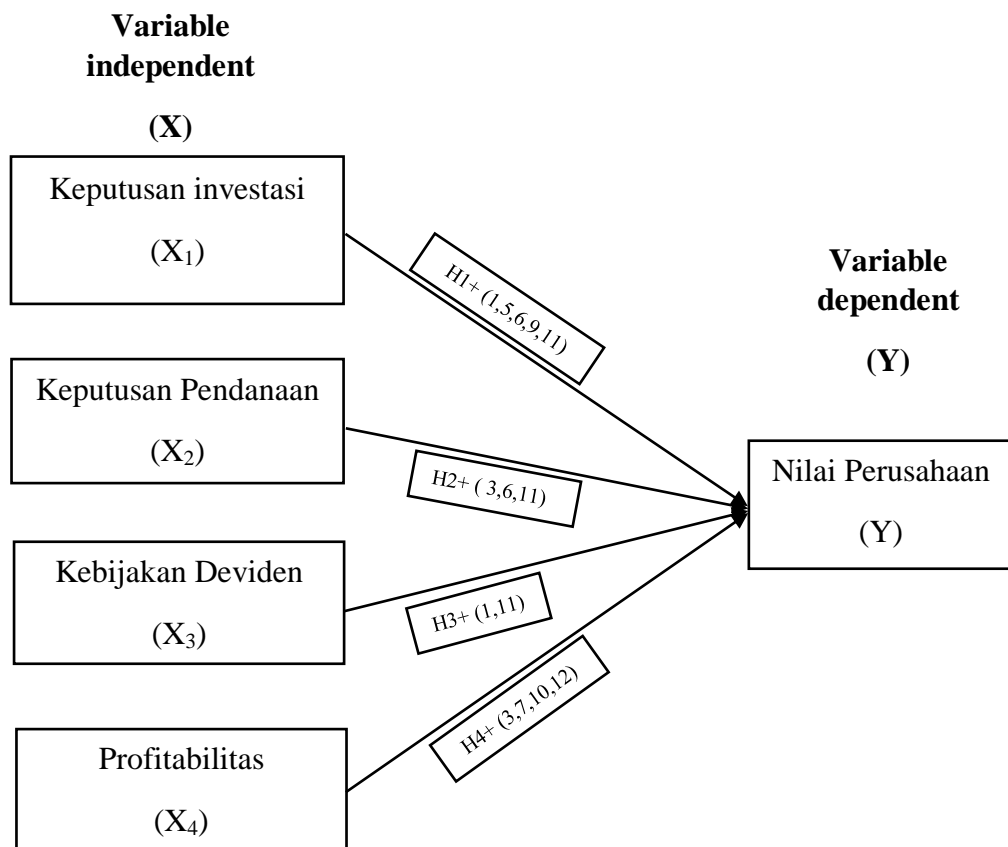 Variable
independent
(X)
Keputusan investasi
(X₁)
H1+ (1,5,6,9,11)
Variable
dependent
(Y)
Keputusan Pendanaan
(X₂)
H2+ ( 3,6,11)
Nilai Perusahaan
(Y)
Kebijakan Deviden
(X₃)
H3+ (1,11)
H4+ (3,7,10,12)
Profitabilitas
(X₄)